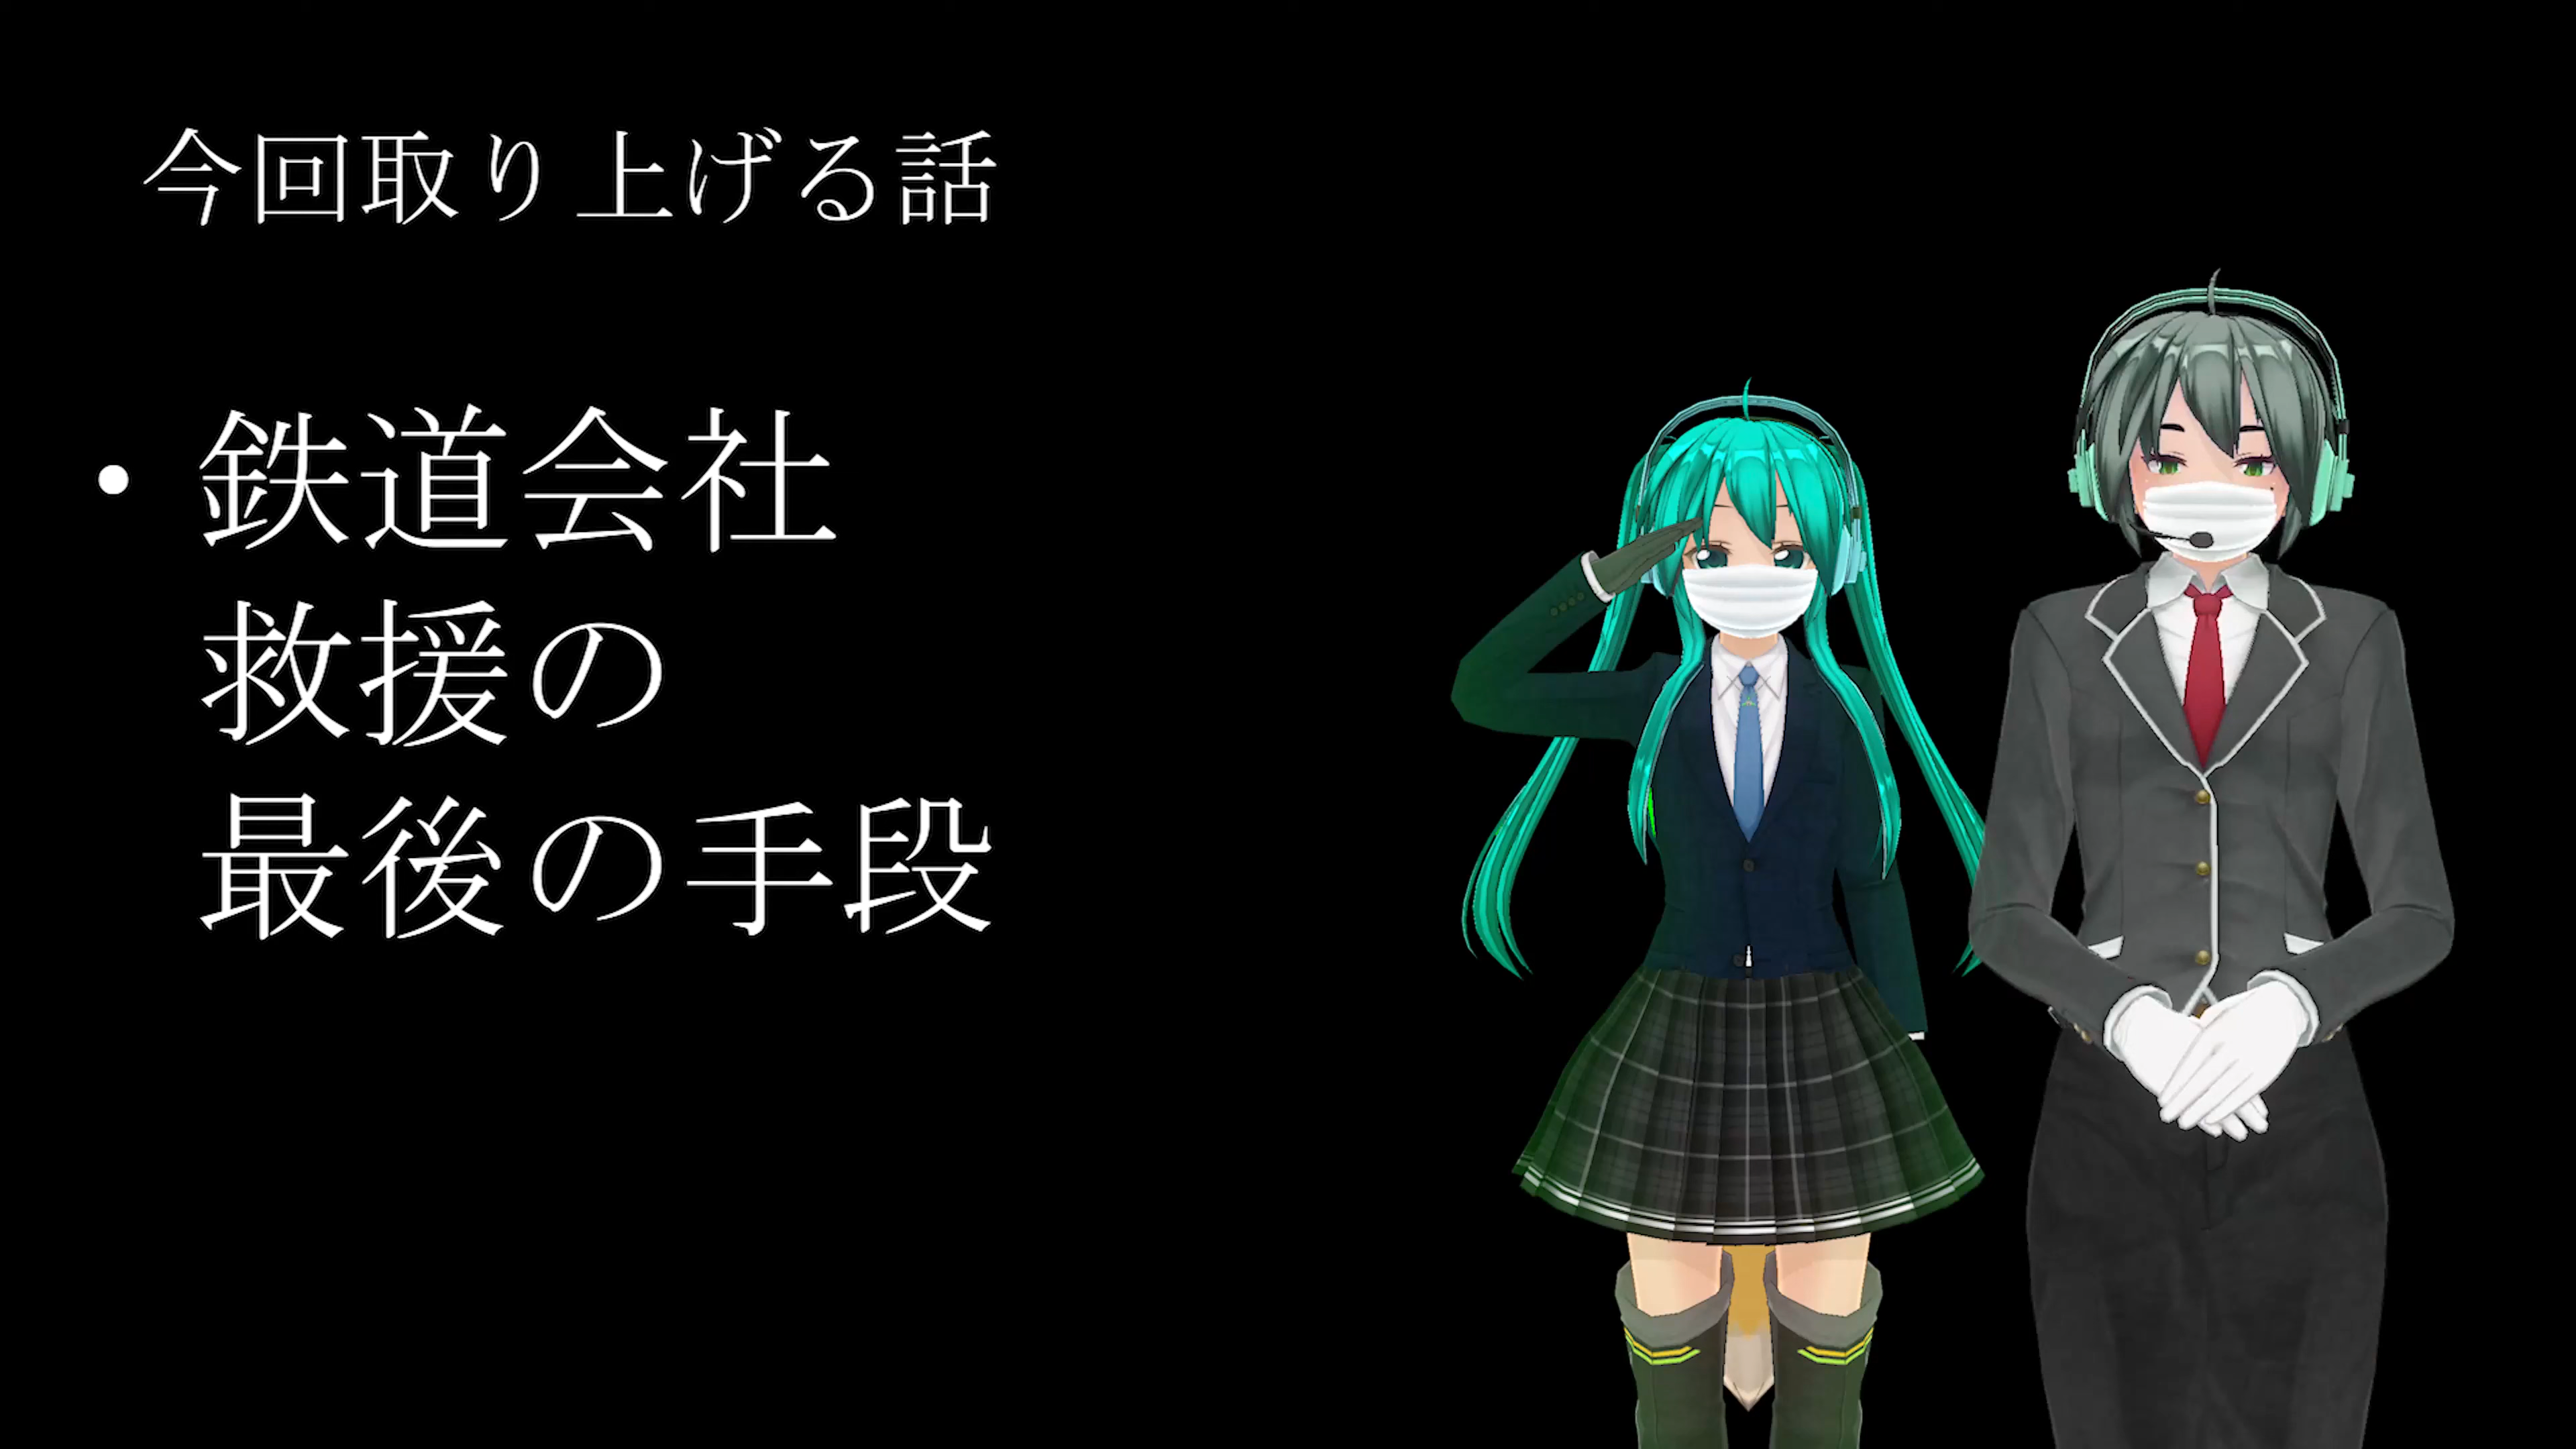 今回取り上げる話
・鉄道会社
救援の
最後の手段